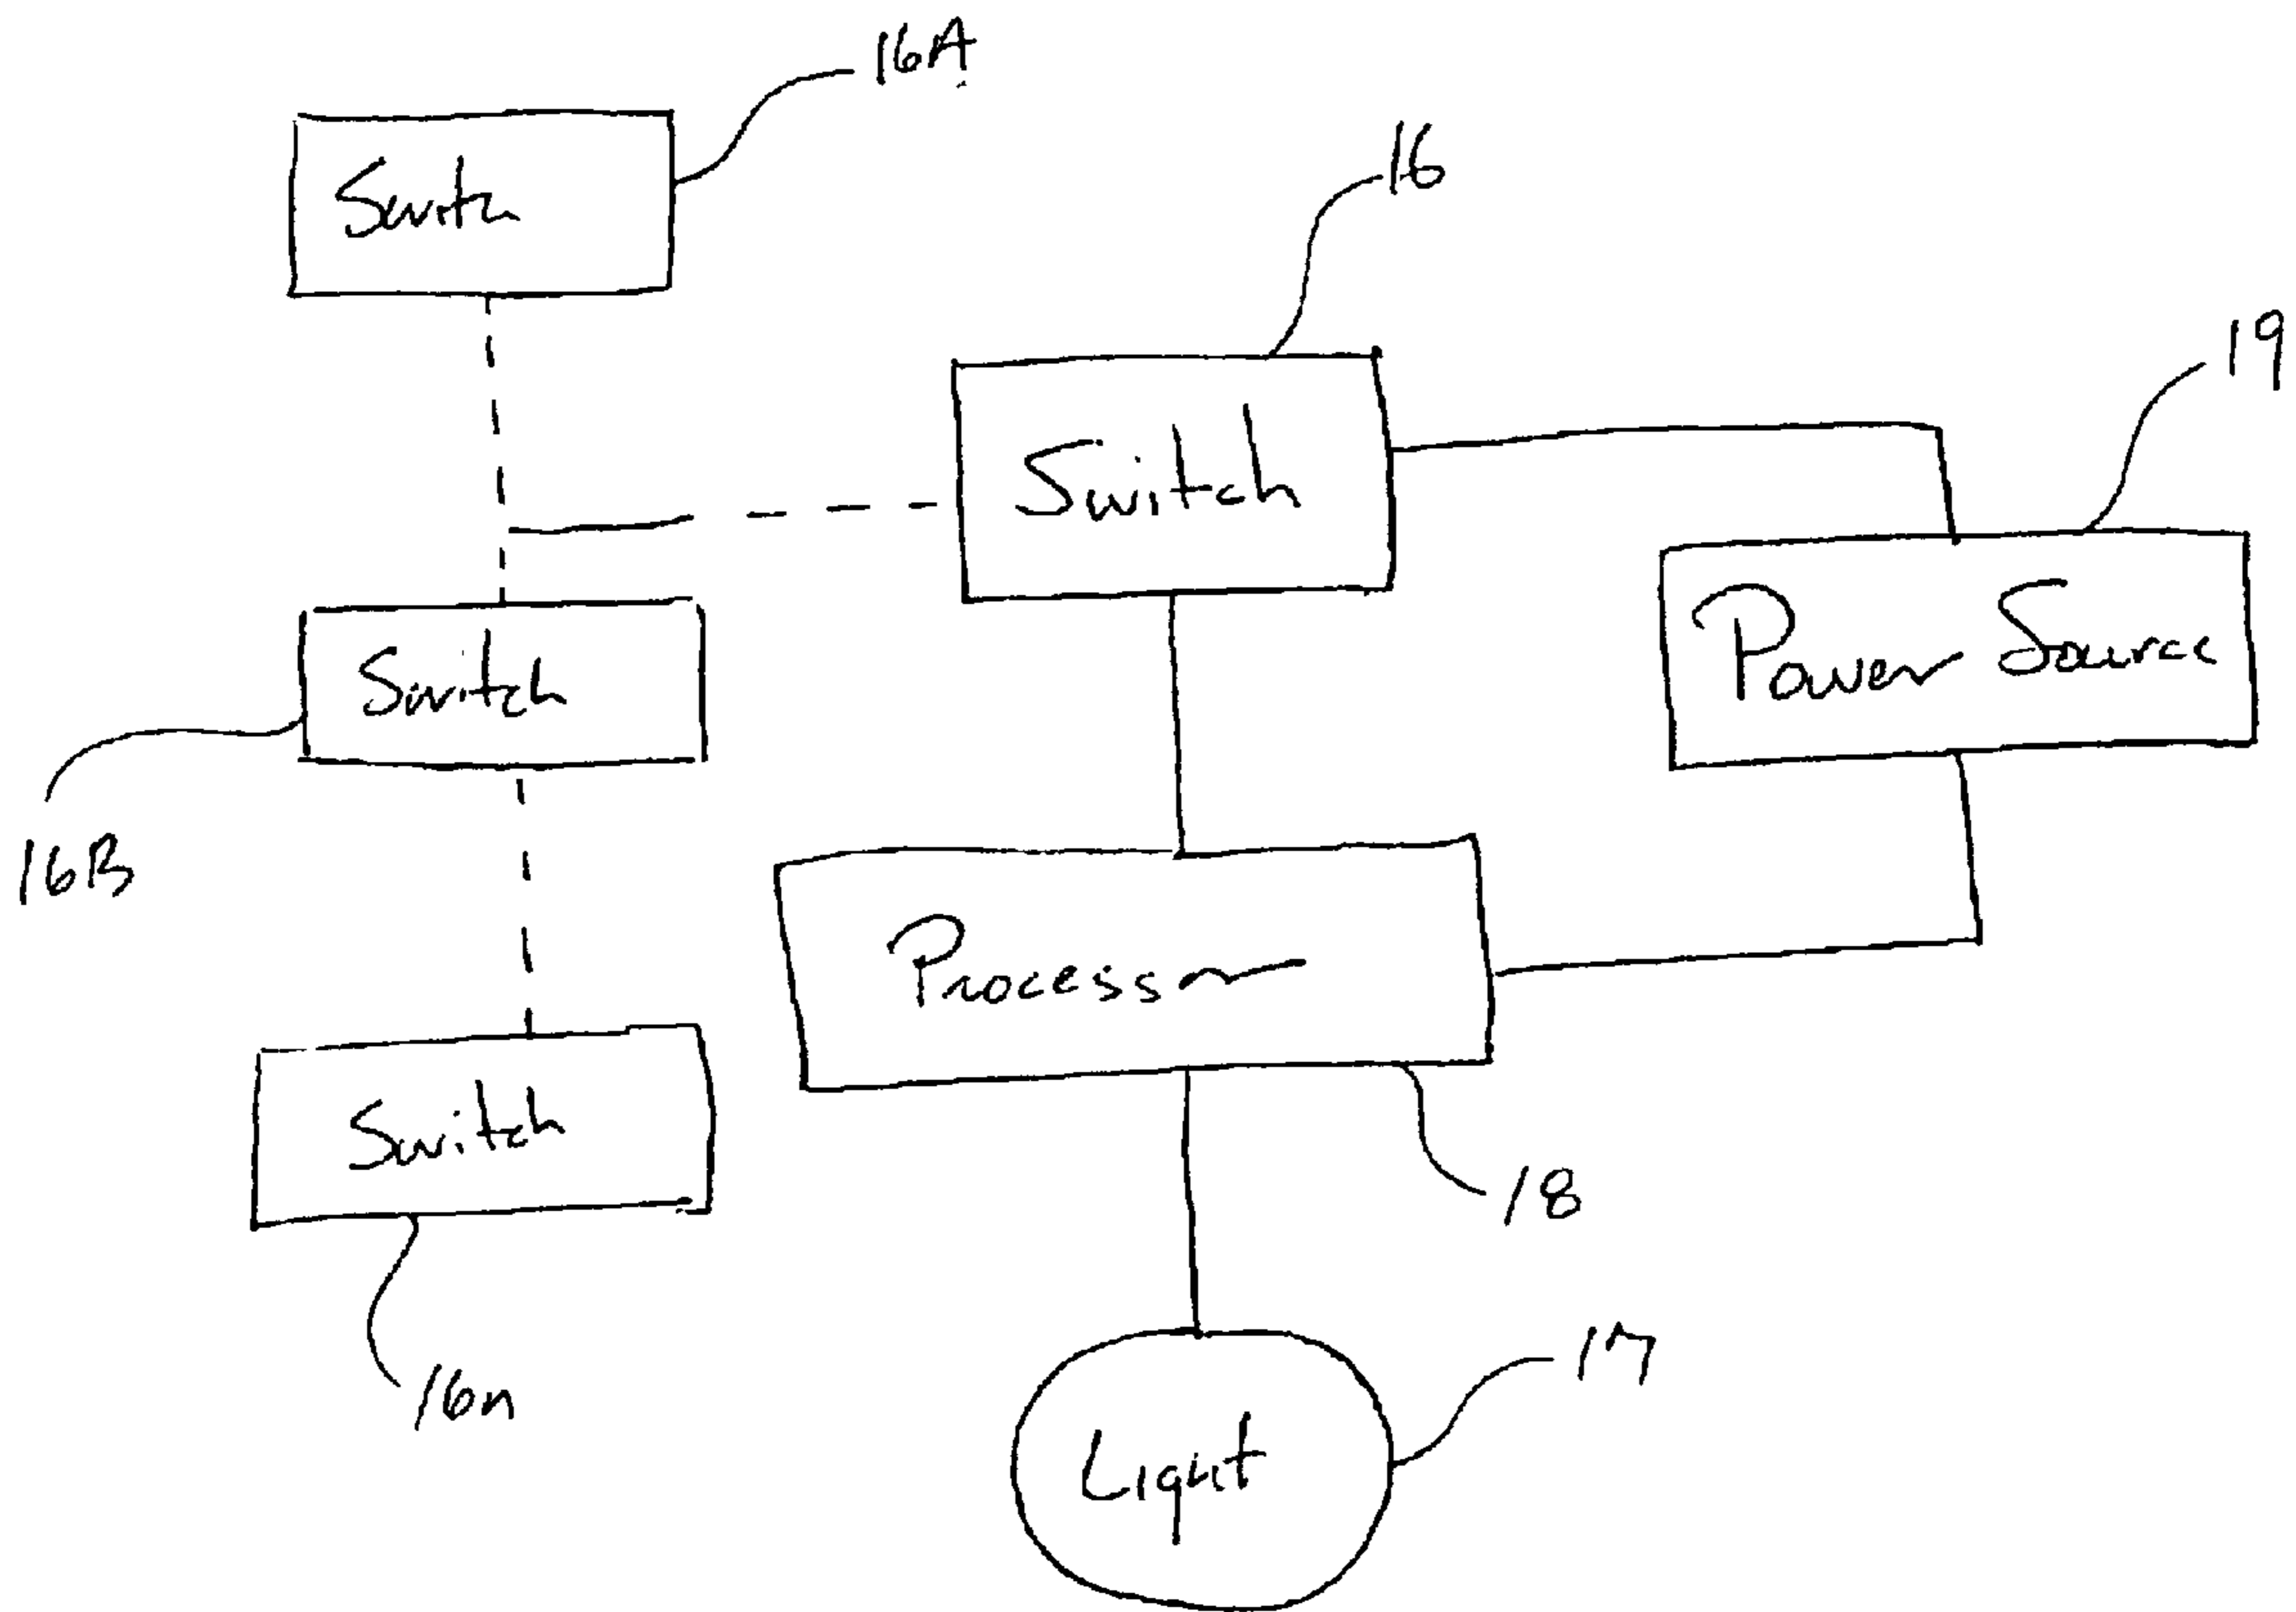 16A
Switch
16
Switch
19
Power Source
Switch
16B
Processor
Switch
18
16n
17
Light